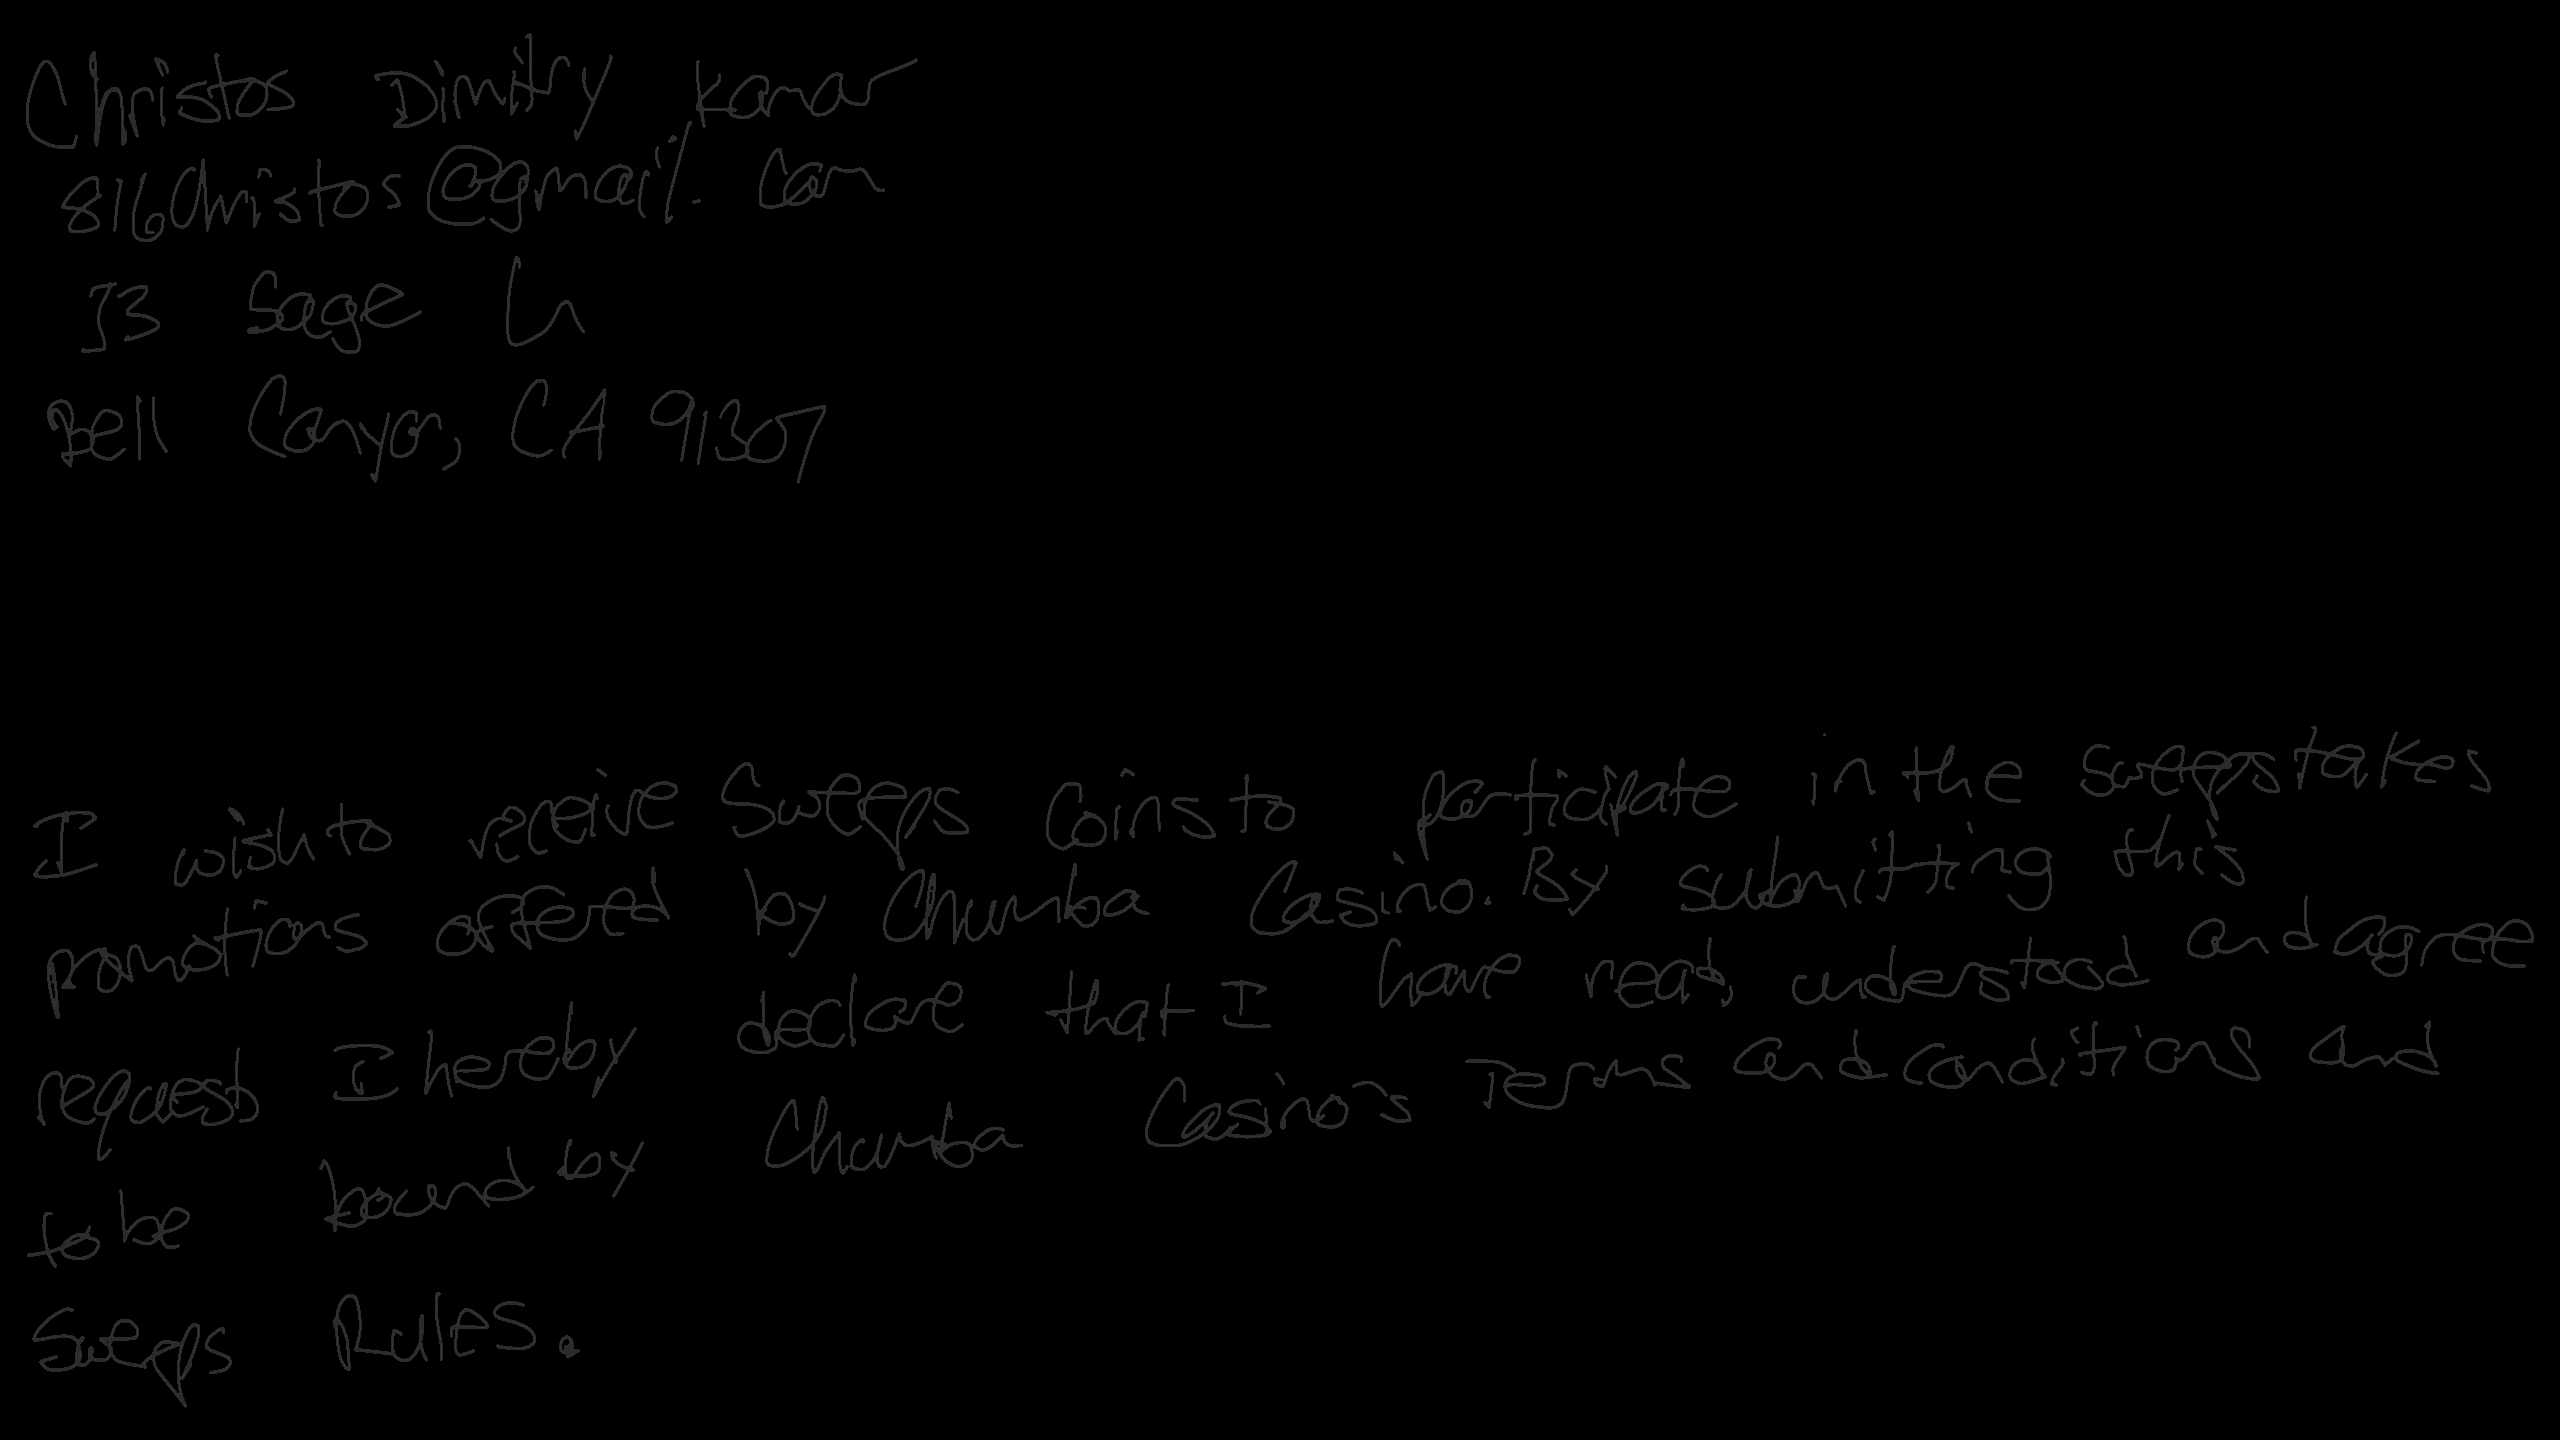 Christos Dimitry Kanar
816Christos@gmail.com
13 Sage Ln
Bell Canyon, CA 91307
I wish to receive Sweeps Coins to participate in the sweepstakes
promotions offered by Chumba Casino. By submitting this
request I hereby declare that I have read, understood and agree
to be bound by Chumba Casino's Terms and conditions and
Sweeps Rules.